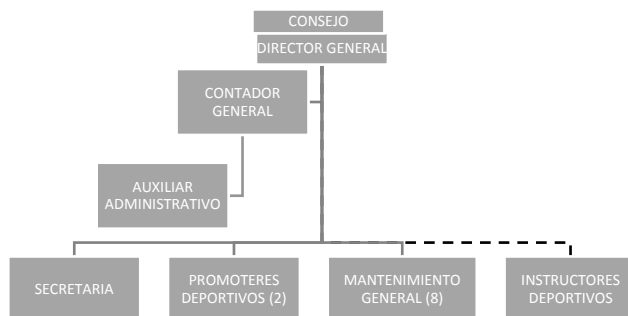 CONSEJO
DIRECTOR GENERAL
CONTADOR
GENERAL
AUXILIAR
ADMINISTRATIVO
SECRETARIA
PROMOTERES
DEPORTIVOS (2)
MANTENIMIENTO
GENERAL (8)
INSTRUCTORES
DEPORTIVOS